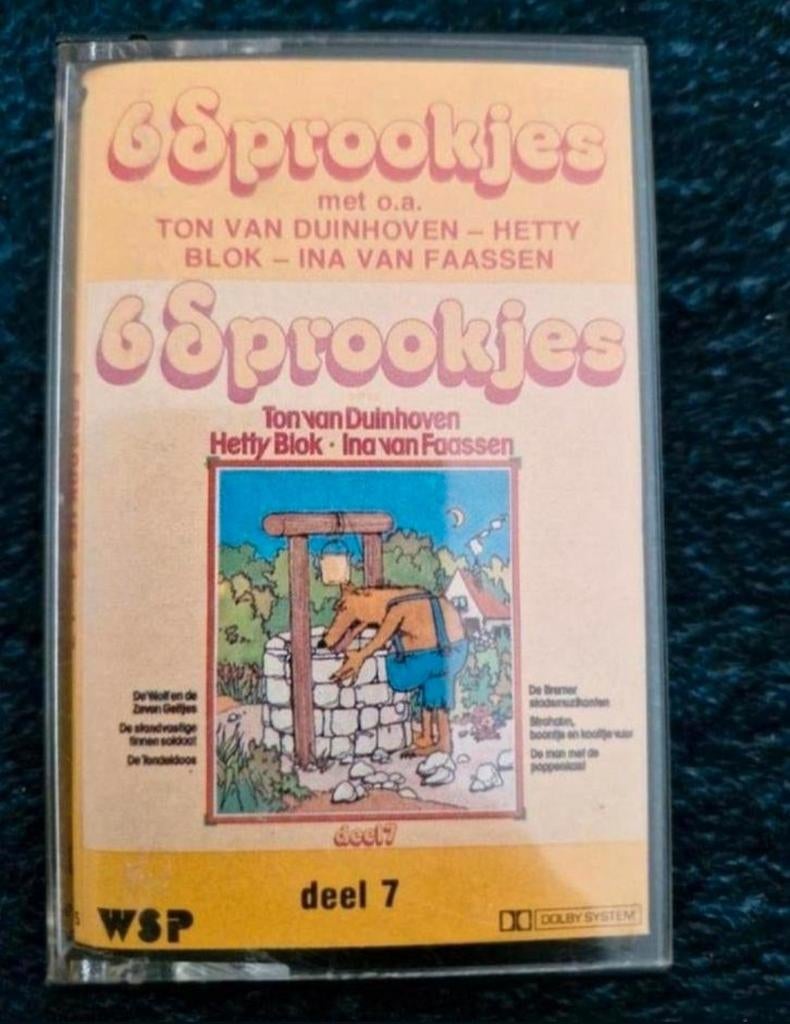 6 Sprookjes
met o.a.
TON VAN DUINHOVEN – HETTY
BLOK – INA VAN FAASSEN
6 Sprookjes
Ton van Duinhoven
Hetty Blok · Ina van Faassen
De Wolf en de
Zeven Geitjes
De standvastige
tinnen soldaat
De Tondeldoos
De Bremer
stadsmuzikanten
Strohalm,
boontje en kooltje vuur
De man met de
poppenkast
deel 7
deel 7
WSP
DOLBY SYSTEM